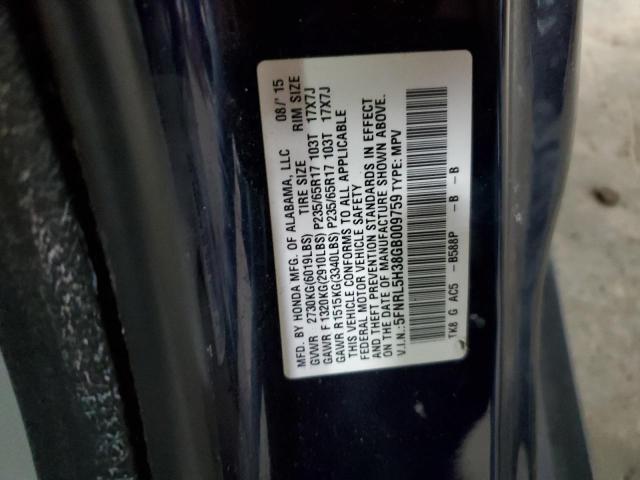 MFD. BY HONDA MFG. OF ALABAMA, LLC 08/' 15
GVWR 2730KG(6019LBS) TIRE SIZE RIM SIZE
GAWR F 1320KG(2910LBS) P235/65R17 103T 17X7J
GAWR R 1515KG(3340LBS) P235/65R17 103T 17X7J
THIS VEHICLE CONFORMS TO ALL APPLICABLE
FEDERAL MOTOR VEHICLE SAFETY
AND THEFT PREVENTION STANDARDS IN EFFECT
ON THE DATE OF MANUFACTURE SHOWN ABOVE.
V.I.N.: 5FNRL5H38GB009759 TYPE: MPV
TK8 G AC5 - B588P - B - B